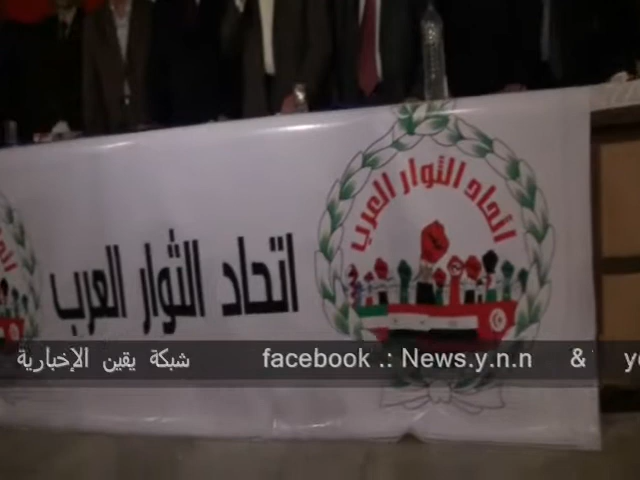 اتحاد الثوار العرب
اتحاد الثوار العرب
شبكة يقين الإخبارية facebook .: News.y.n.n &